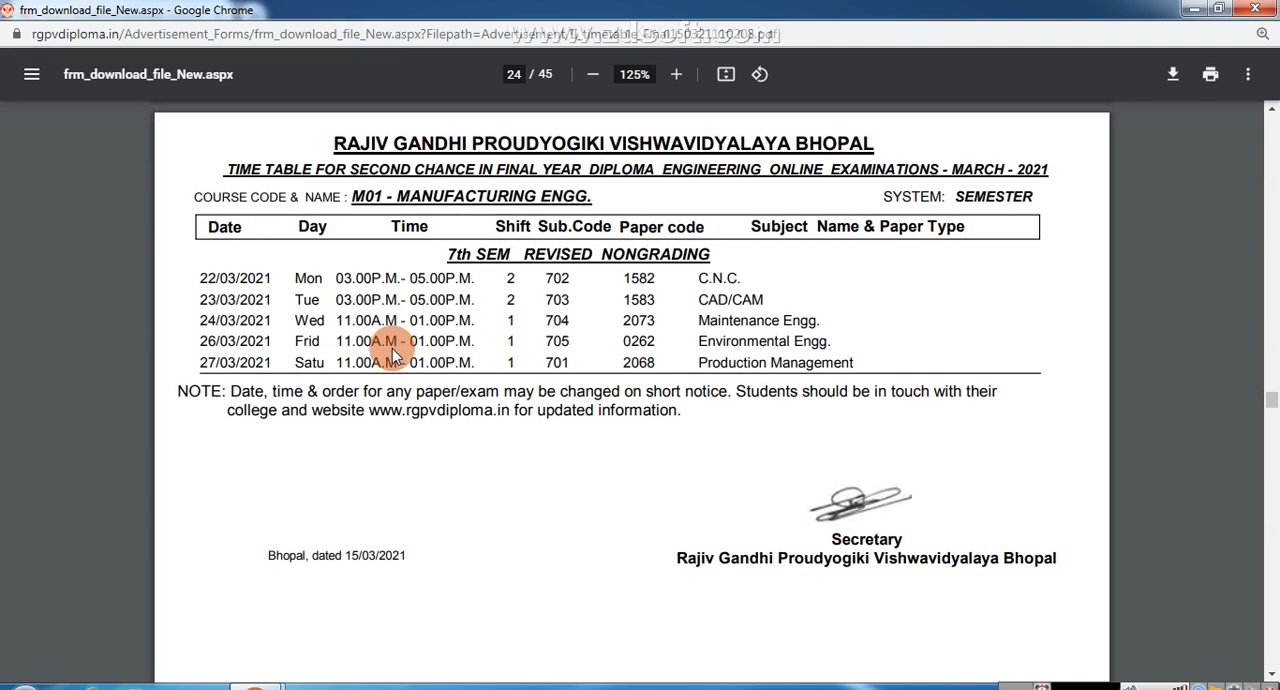 frm_download_file_New.aspx - Google Chrome
rgpvdiploma.in/Advertisement_Forms/frm_download_file_New.aspx?Filepath=Advertisement/
www.zdsoft.com
frm_download_file_New.aspx 24 / 45 125%
RAJIV GANDHI PROUDYOGIKI VISHWAVIDYALAYA BHOPAL
TIME TABLE FOR SECOND CHANCE IN FINAL YEAR DIPLOMA ENGINEERING ONLINE EXAMINATIONS - MARCH - 2021
COURSE CODE & NAME : M01 - MANUFACTURING ENGG. SYSTEM: SEMESTER
Date Day Time Shift Sub.Code Paper code Subject Name & Paper Type
7th SEM REVISED NONGRADING
22/03/2021 Mon 03.00P.M.- 05.00P.M. 2 702 1582 C.N.C.
23/03/2021 Tue 03.00P.M.- 05.00P.M. 2 703 1583 CAD/CAM
24/03/2021 Wed 11.00A.M - 01.00P.M. 1 704 2073 Maintenance Engg.
26/03/2021 Frid 11.00A.M - 01.00P.M. 1 705 0262 Environmental Engg.
27/03/2021 Satu 11.00A.M- 01.00P.M. 1 701 2068 Production Management
NOTE: Date, time & order for any paper/exam may be changed on short notice. Students should be in touch with their
college and website www.rgpvdiploma.in for updated information.
Secretary
Bhopal, dated 15/03/2021 Rajiv Gandhi Proudyogiki Vishwavidyalaya Bhopal